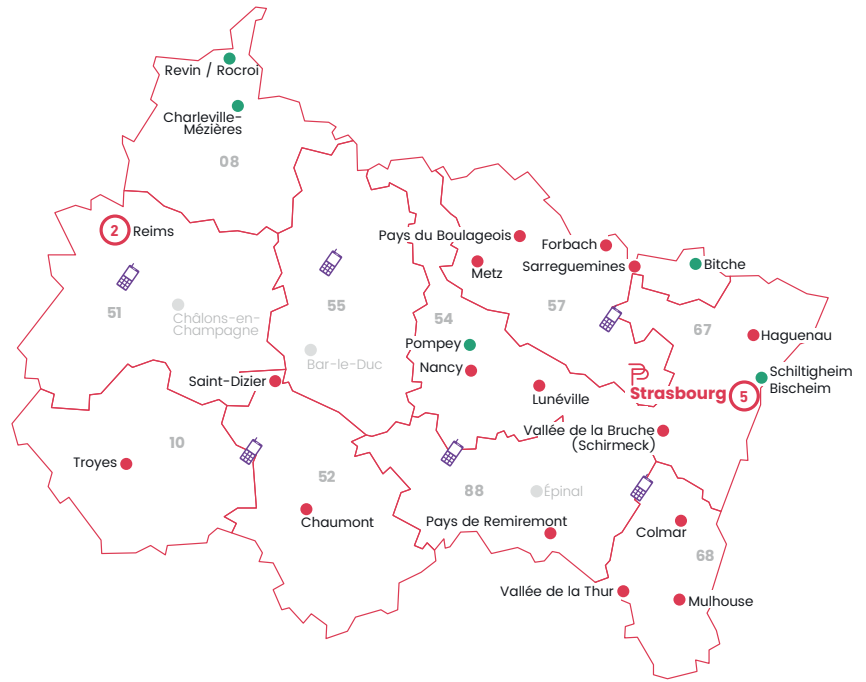 Revin / Rocroi
Charleville-
Mézières
08
2 Reims
Pays du Boulageois
Forbach
Metz
Sarreguemines
Bitche
51
Châlons-en-
Champagne
55
54
57
67
Pompey
Haguenau
Bar-le-Duc
Nancy
Saint-Dizier
Schiltigheim
Bischeim
Lunéville
Strasbourg 5
Vallée de la Bruche
(Schirmeck)
10
Troyes
52
88
Épinal
Chaumont
Pays de Remiremont
Colmar
68
Vallée de la Thur
Mulhouse